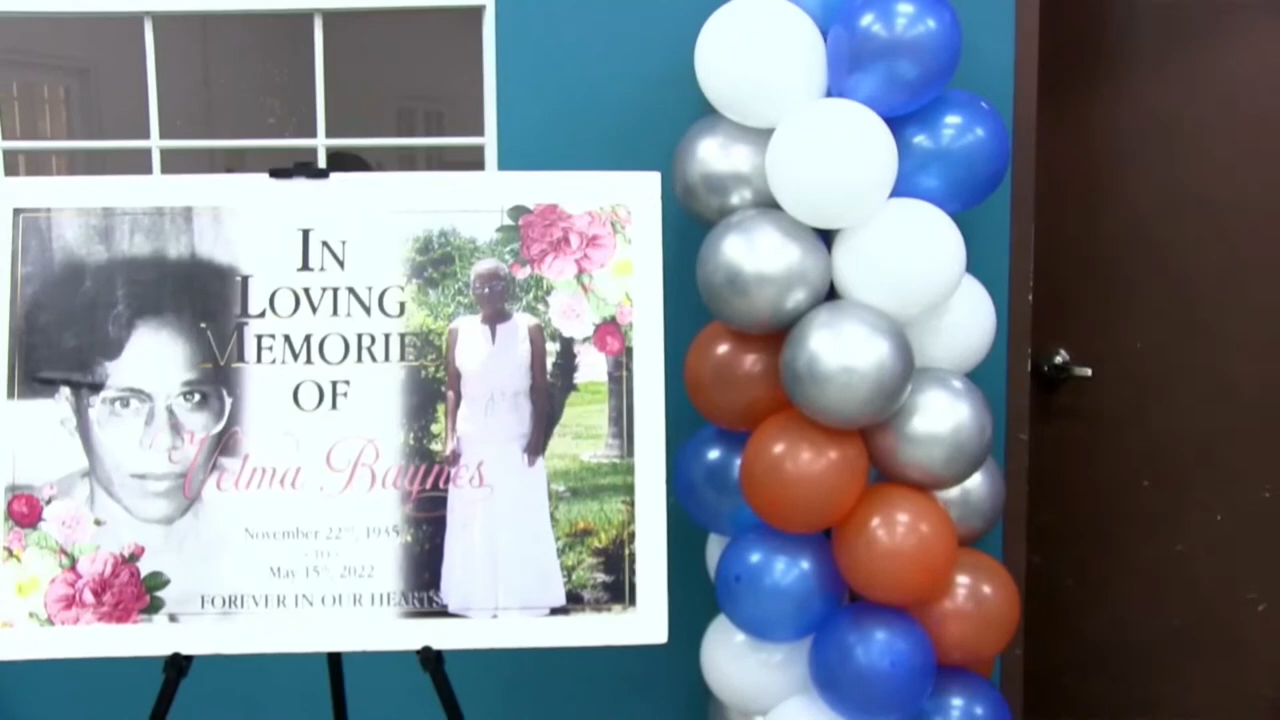 IN
LOVING
MEMORIES
OF
Velma Baynes
November 22nd, 1935
- TO -
May 15th, 2022
FOREVER IN OUR HEARTS